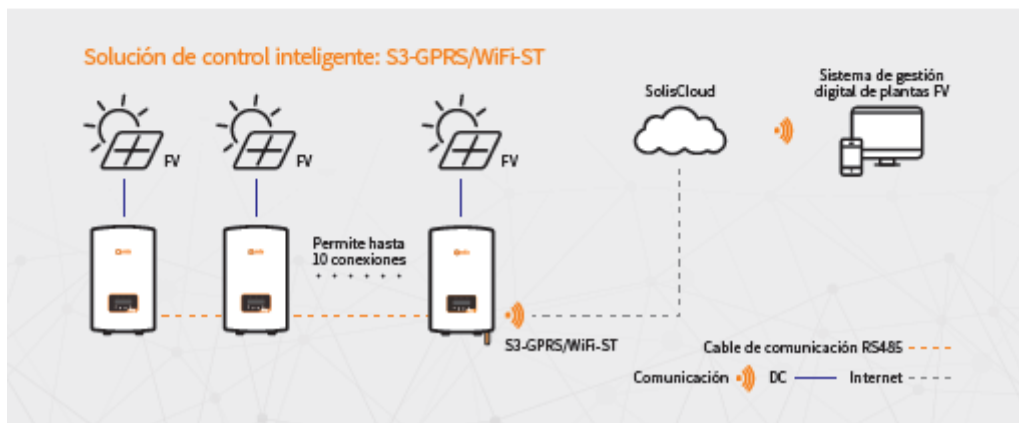 Solución de control inteligente: S3-GPRS/WiFi-ST
SolisCloud
Sistema de gestión
digital de plantas FV
FV
FV
FV
Permite hasta
10 conexiones
S3-GPRS/WiFi-ST
Cable de comunicación RS485
Comunicación
DC
Internet